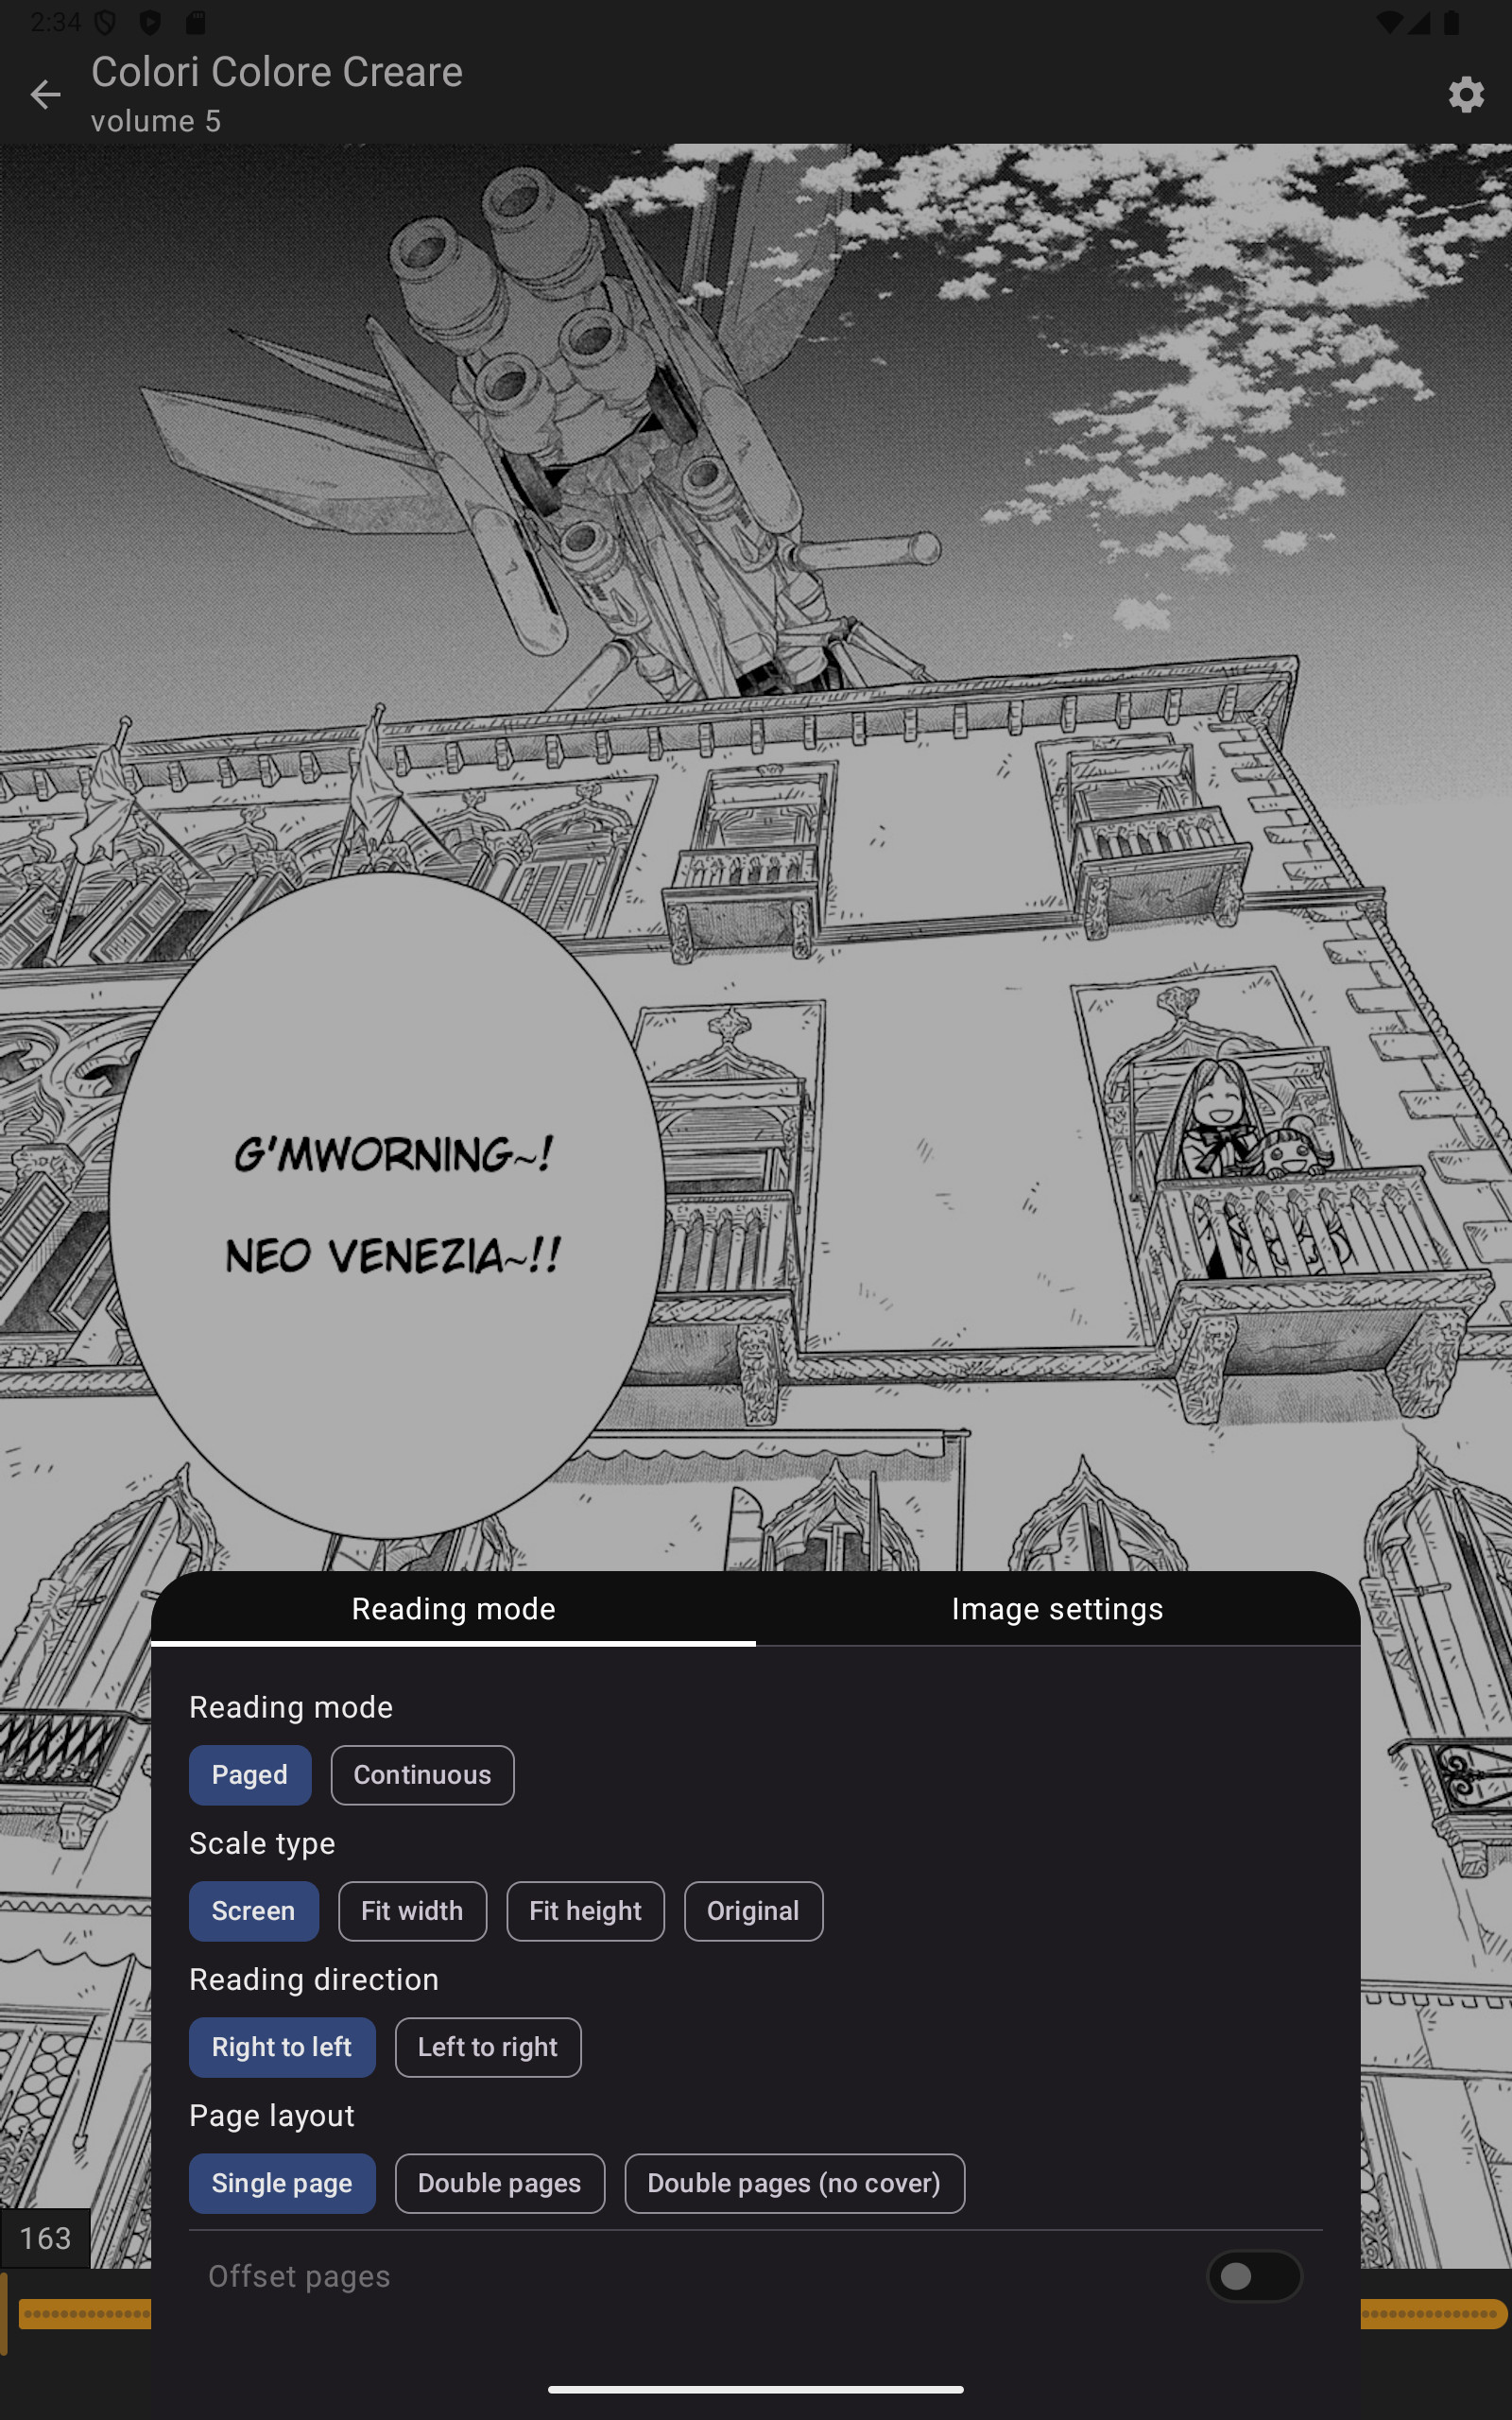 2:34
Colori Colore Creare
volume 5
G'MWORNING~!
NEO VENEZIA~!!
Reading mode
Image settings
Reading mode
Paged
Continuous
Scale type
Screen
Fit width
Fit height
Original
Reading direction
Right to left
Left to right
Page layout
Single page
Double pages
Double pages (no cover)
163
Offset pages